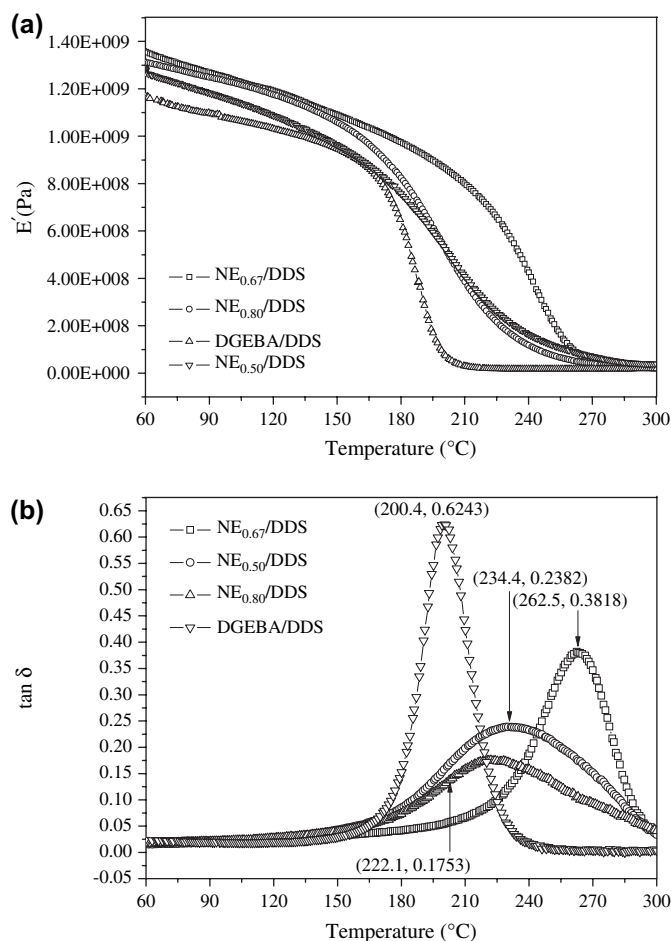 (a)
1.40E+009
1.20E+009
1.00E+009
8.00E+008
6.00E+008
4.00E+008
2.00E+008
0.00E+000
E′(Pa)
NE0.67/DDS
NE0.80/DDS
DGEBA/DDS
NE0.50/DDS
60 90 120 150 180 210 240 270 300
Temperature (°C)
(b)
0.65
0.60
0.55
0.50
0.45
0.40
0.35
0.30
0.25
0.20
0.15
0.10
0.05
0.00
-0.05
tan δ
NE0.67/DDS
NE0.50/DDS
NE0.80/DDS
DGEBA/DDS
(200.4, 0.6243)
(234.4, 0.2382)
(262.5, 0.3818)
(222.1, 0.1753)
60 90 120 150 180 210 240 270 300
Temperature (°C)